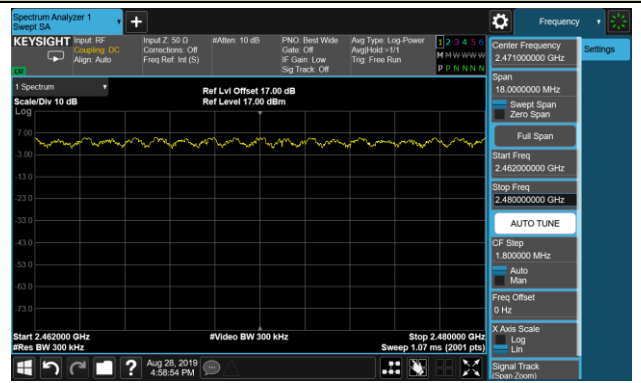 Spectrum Analyzer 1
Swept SA
Frequency
KEYSIGHT
Input: RF
Coupling: DC
Align: Auto
Input Z: 50 Ω
Corrections: Off
Freq Ref: Int (S)
#Atten: 10 dB
PNO: Best Wide
Gate: Off
IF Gain: Low
Sig Track: Off
Avg Type: Log-Power
Avg|Hold:>1/1
Trig: Free Run
1 2 3 4 5 6
M M W W W W
P P N N N N
1 Spectrum
Scale/Div 10 dB
Ref Lvl Offset 17.00 dB
Ref Level 17.00 dBm
Log
7.00
-3.00
-13.0
-23.0
-33.0
-43.0
-53.0
-63.0
-73.0
Start 2.462000 GHz
#Res BW 300 kHz
#Video BW 300 kHz
Stop 2.480000 GHz
Sweep 1.07 ms (2001 pts)
Aug 28, 2019
4:58:54 PM
Center Frequency
2.471000000 GHz
Settings
Span
18.0000000 MHz
Swept Span
Zero Span
Full Span
Start Freq
2.462000000 GHz
Stop Freq
2.480000000 GHz
AUTO TUNE
CF Step
1.800000 MHz
Auto
Man
Freq Offset
0 Hz
X Axis Scale
Log
Lin
Signal Track
(Span Zoom)